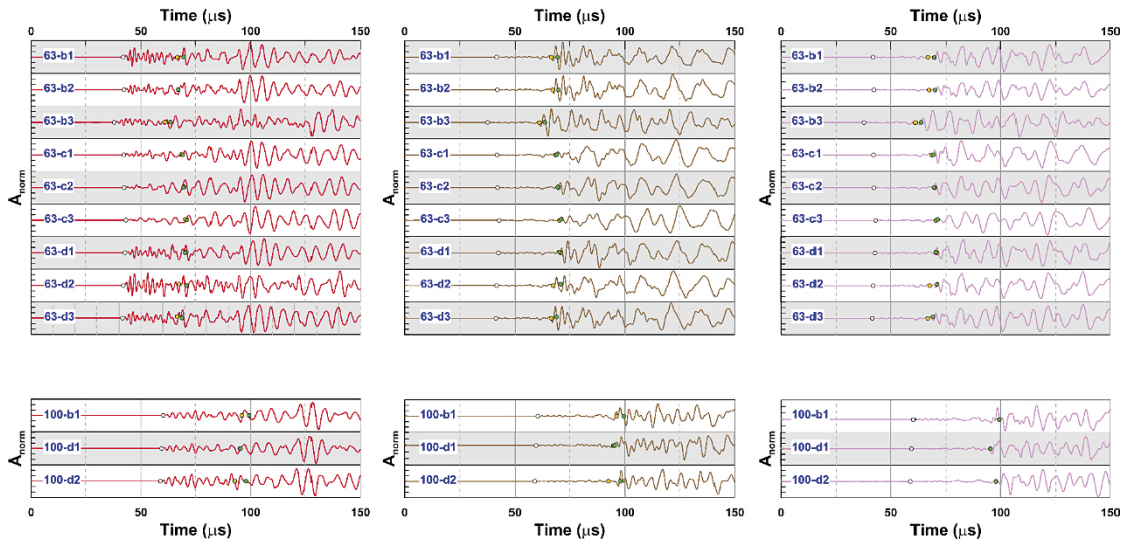 Time (μs) Time (μs) Time (μs)
0 50 100 150 0 50 100 150 0 50 100 150
63-b1 63-b1 63-b1
63-b2 63-b2 63-b2
63-b3 63-b3 63-b3
63-c1 63-c1 63-c1
63-c2 63-c2 63-c2
63-c3 63-c3 63-c3
63-d1 63-d1 63-d1
63-d2 63-d2 63-d2
63-d3 63-d3 63-d3
Anorm Anorm Anorm
100-b1 100-b1 100-b1
100-d1 100-d1 100-d1
100-d2 100-d2 100-d2
Anorm Anorm Anorm
0 50 100 150 0 50 100 150 0 50 100 150
Time (μs) Time (μs) Time (μs)